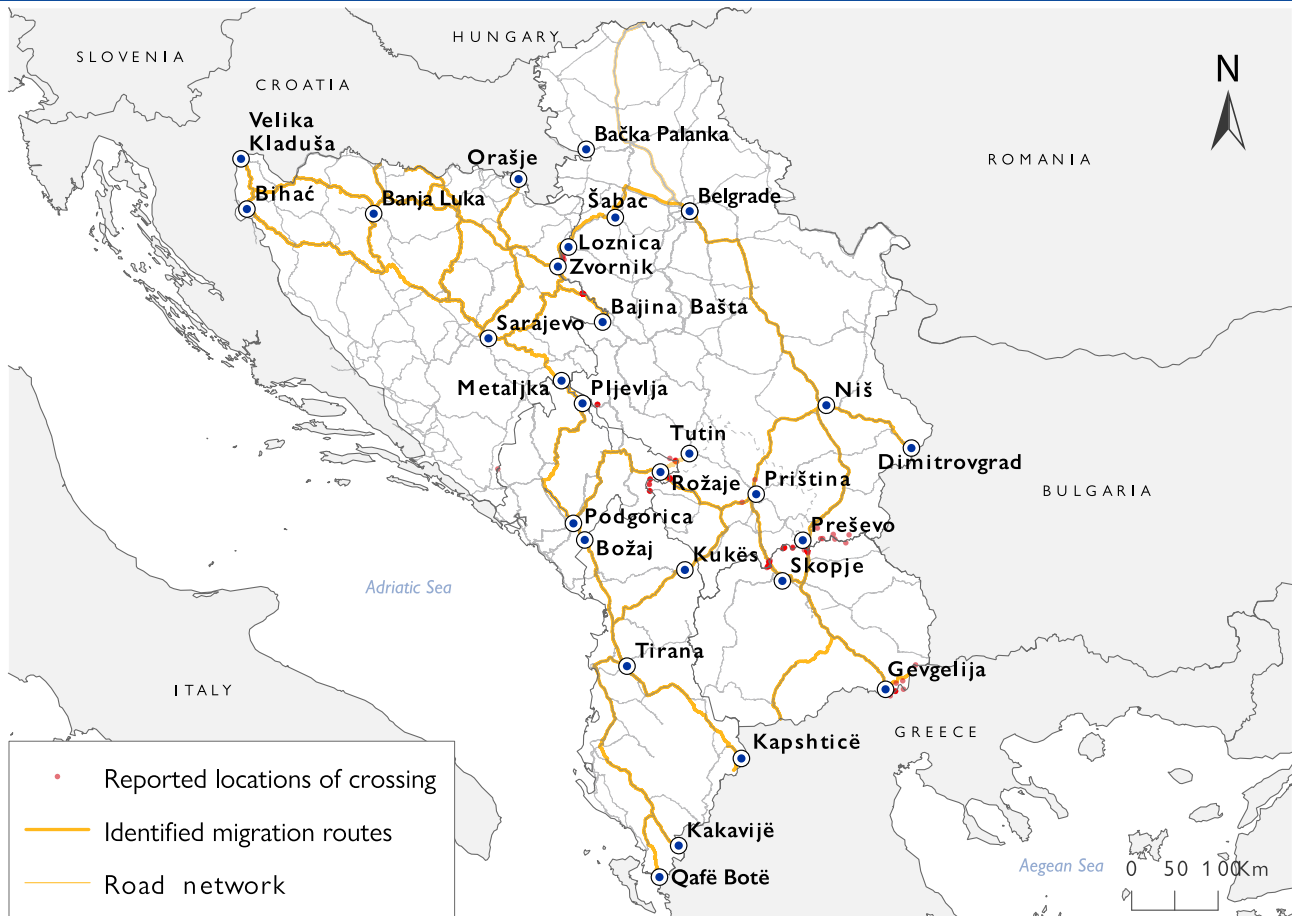 HUNGARY
SLOVENIA
N
CROATIA
Velika
Kladuša
Bačka Palanka
Orašje
ROMANIA
Bihać
Banja Luka
Šabac
Belgrade
Loznica
Zvornik
Bajina Bašta
Sarajevo
Metaljka
Pljevlja
Niš
Tutin
Dimitrovgrad
Rožaje
Priština
BULGARIA
Podgorica
Preševo
Božaj
Kukës
Skopje
Adriatic Sea
Tirana
Gevgelija
ITALY
GREECE
Kapshticë
Reported locations of crossing
Identified migration routes
Kakavijë
Aegean Sea
0 50 100Km
Qafë Botë
Road network